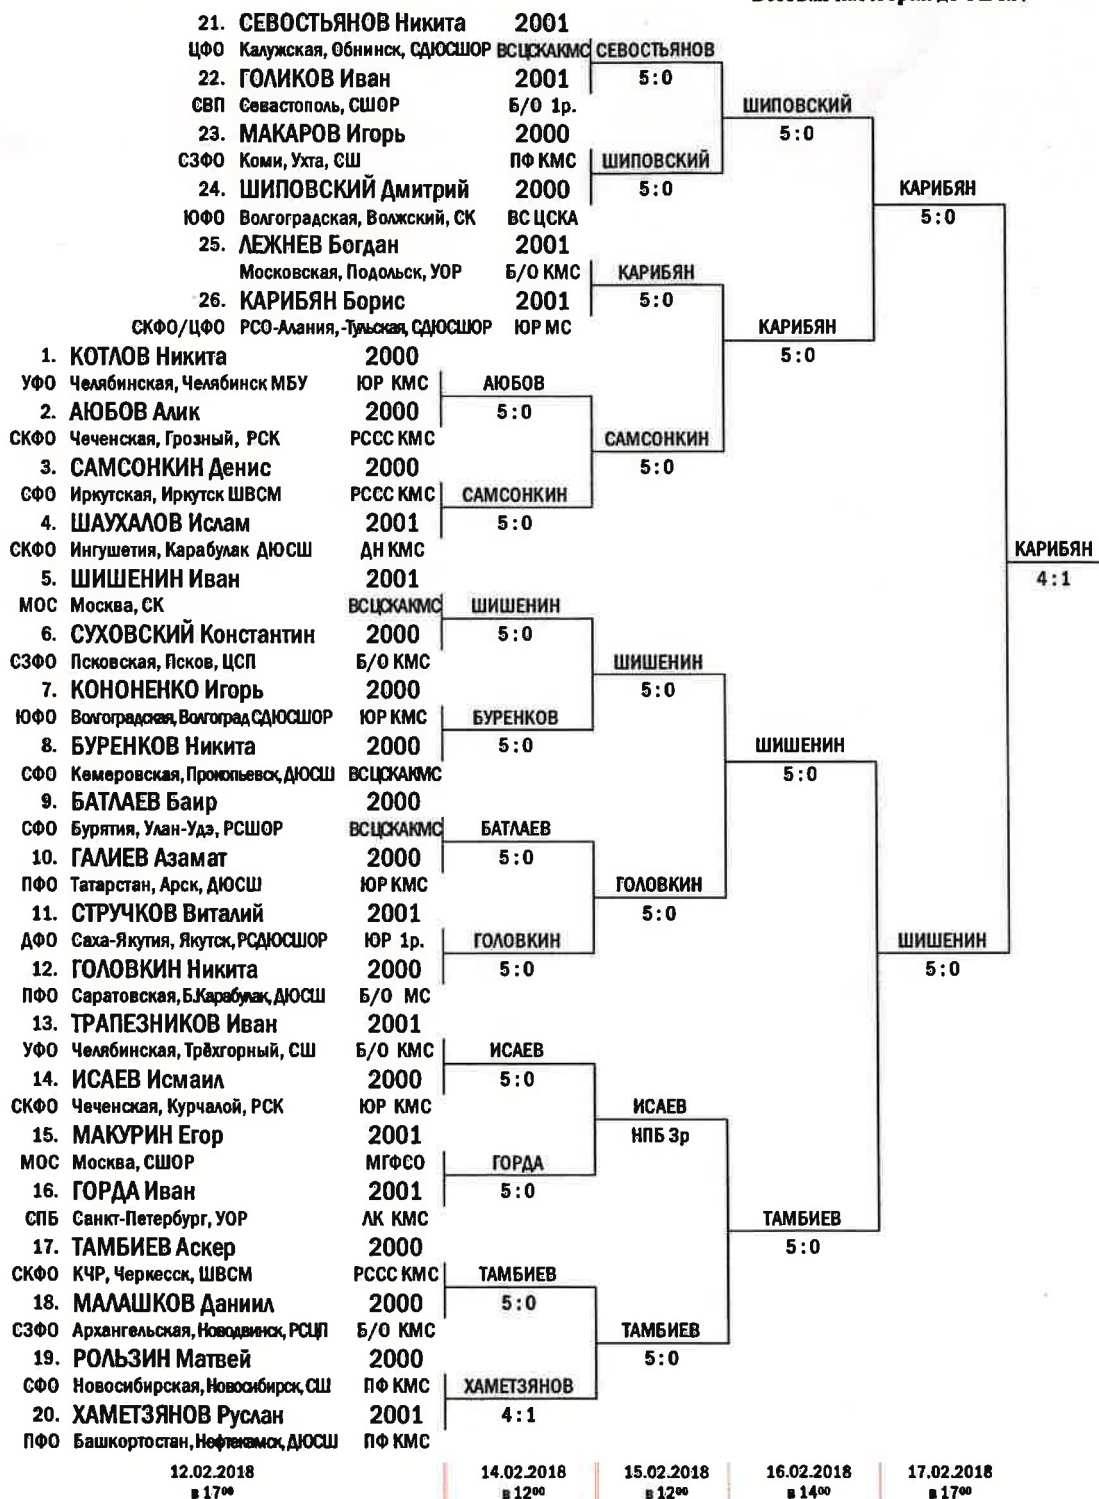 21. СЕВОСТЬЯНОВ Никита 2001
ЦФО Калужская, Обнинск, СДЮСШОР ВС ЦСКАКМС СЕВОСТЬЯНОВ
22. ГОЛИКОВ Иван 2001 5:0
СВП Севастополь, СШОР Б/О 1р. ШИПОВСКИЙ
23. МАКАРОВ Игорь 2000 5:0
СЗФО Коми, Ухта, СШ ПФ КМС ШИПОВСКИЙ
24. ШИПОВСКИЙ Дмитрий 2000 5:0 КАРИБЯН
ЮФО Волгоградская, Волжский, СК ВС ЦСКА 5:0
25. ЛЕЖНЕВ Богдан 2001
Московская, Подольск, УОР Б/О КМС КАРИБЯН
26. КАРИБЯН Борис 2001 5:0
СКФО/ЦФО РСО-Алания,-Тульская, СДЮСШОР ЮР МС КАРИБЯН
1. КОТЛОВ Никита 2000 5:0
УФО Челябинская, Челябинск МБУ ЮР КМС АЮБОВ
2. АЮБОВ Алик 2000 5:0
СКФО Чеченская, Грозный, РСК РССС КМС САМСОНКИН
3. САМСОНКИН Денис 2000 5:0
СФО Иркутская, Иркутск ШВСМ РССС КМС САМСОНКИН
4. ШАУХАЛОВ Ислам 2001 5:0
СКФО Ингушетия, Карабулак ДЮСШ ДН КМС КАРИБЯН
5. ШИШЕНИН Иван 2001 4:1
МОС Москва, СК ВС ЦСКАКМС ШИШЕНИН
6. СУХОВСКИЙ Константин 2000 5:0
СЗФО Псковская, Псков, ЦСП Б/О КМС ШИШЕНИН
7. КОНОНЕНКО Игорь 2000 5:0
ЮФО Волгоградская, Волгоград СДЮСШОР ЮР КМС БУРЕНКОВ
8. БУРЕНКОВ Никита 2000 5:0 ШИШЕНИН
СФО Кемеровская, Прокопьевск, ДЮСШ ВС ЦСКАКМС 5:0
9. БАТЛАЕВ Баир 2000
СФО Бурятия, Улан-Удэ, РСШОР ВС ЦСКАКМС БАТЛАЕВ
10. ГАЛИЕВ Азамат 2000 5:0
ПФО Татарстан, Арск, ДЮСШ ЮР КМС ГОЛОВКИН
11. СТРУЧКОВ Виталий 2001 5:0
ДФО Саха-Якутия, Якутск, РСДЮСШОР ЮР 1р. ГОЛОВКИН ШИШЕНИН
12. ГОЛОВКИН Никита 2000 5:0 5:0
ПФО Саратовская, Б.Карабулак, ДЮСШ Б/О МС
13. ТРАПЕЗНИКОВ Иван 2001
УФО Челябинская, Трёхгорный, СШ Б/О КМС ИСАЕВ
14. ИСАЕВ Исмаил 2000 5:0
СКФО Чеченская, Курчалой, РСК ЮР КМС ИСАЕВ
15. МАКУРИН Егор 2001 НПБ 3р
МОС Москва, СШОР МГФСО ГОРДА
16. ГОРДА Иван 2001 5:0
СПБ Санкт-Петербург, УОР ЛК КМС ТАМБИЕВ
17. ТАМБИЕВ Аскер 2000 5:0
СКФО КЧР, Черкесск, ШВСМ РССС КМС ТАМБИЕВ
18. МАЛАШКОВ Даниил 2000 5:0
СЗФО Архангельская, Новодвинск, РСЦП Б/О КМС ТАМБИЕВ
19. РОЛЬЗИН Матвей 2000 5:0
СФО Новосибирская, Новосибирск, СШ ПФ КМС ХАМЕТЗЯНОВ
20. ХАМЕТЗЯНОВ Руслан 2001 4:1
ПФО Башкортостан, Нефтекамск, ДЮСШ ПФ КМС
12.02.2018 14.02.2018 15.02.2018 16.02.2018 17.02.2018
в 17⁰⁰ в 12⁰⁰ в 12⁰⁰ в 14⁰⁰ в 17⁰⁰